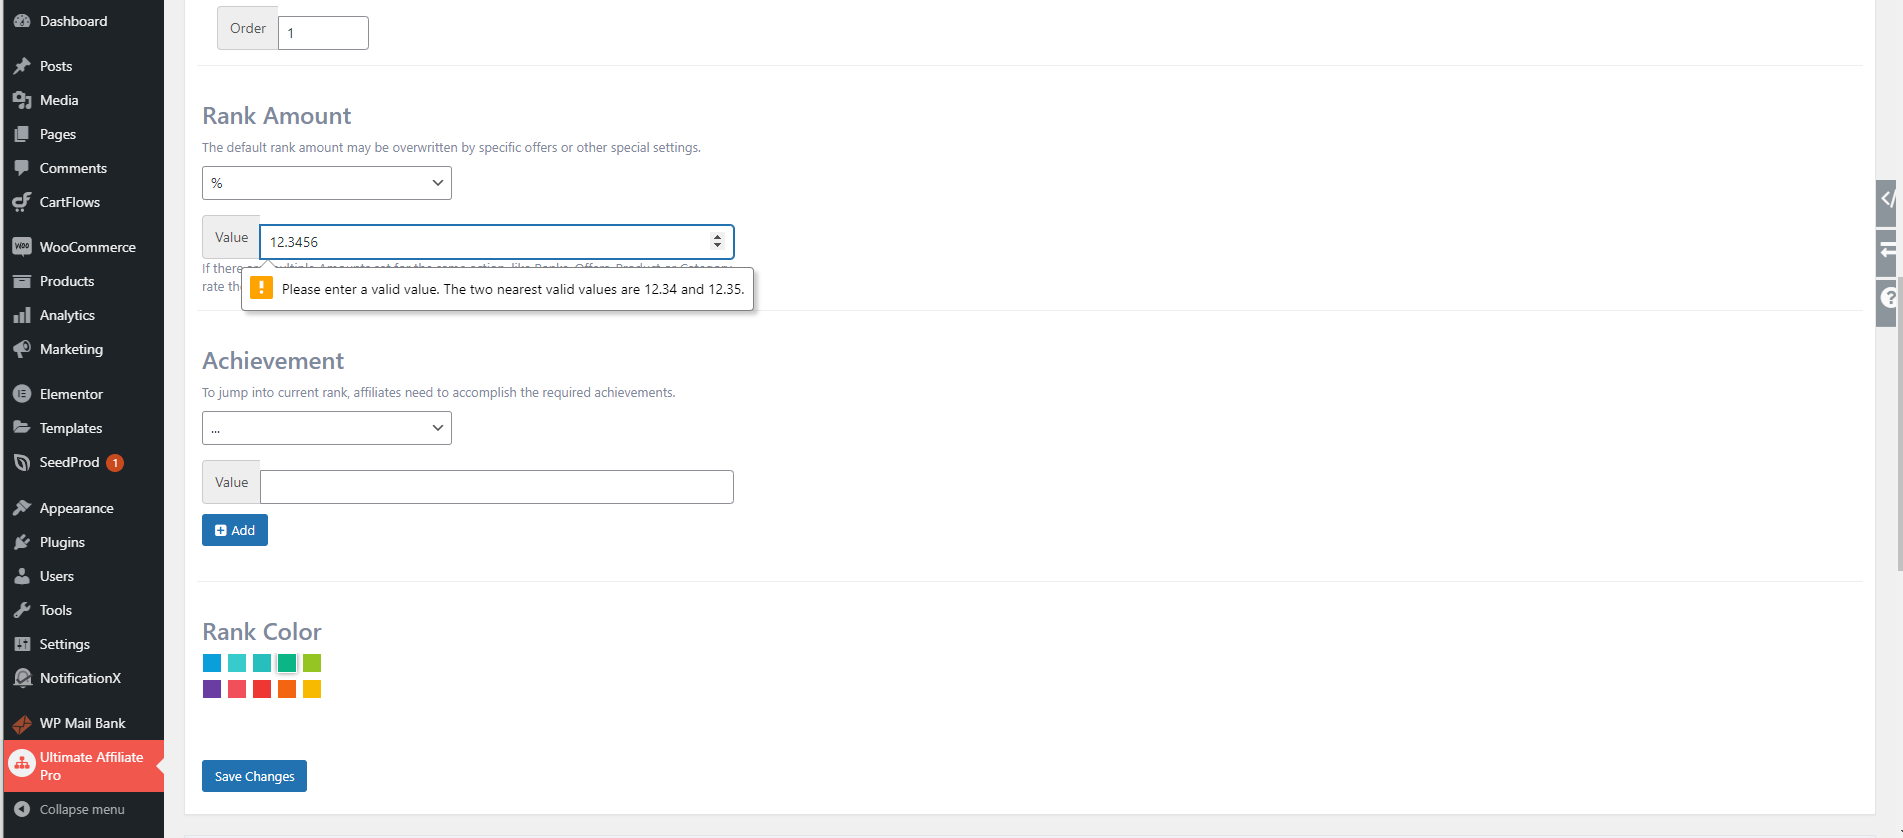 Dashboard
Posts
Media
Pages
Comments
CartFlows
WooCommerce
Products
Analytics
Marketing
Elementor
Templates
SeedProd 1
Appearance
Plugins
Users
Tools
Settings
NotificationX
WP Mail Bank
Ultimate Affiliate
Pro
Collapse menu
Order 1
Rank Amount
The default rank amount may be overwritten by specific offers or other special settings.
%
Value 12.3456
If there
rate
Please enter a valid value. The two nearest valid values are 12.34 and 12.35.
Achievement
To jump into current rank, affiliates need to accomplish the required achievements.
...
Value
Add
Rank Color
Save Changes